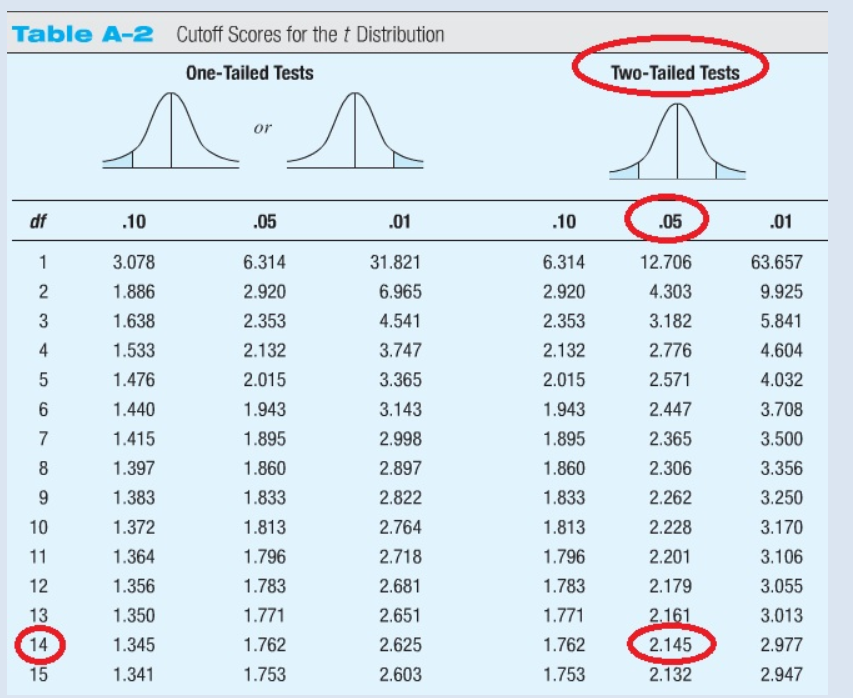 Table A-2 Cutoff Scores for the t Distribution
One-Tailed Tests Two-Tailed Tests
or
df .10 .05 .01 .10 .05 .01
1 3.078 6.314 31.821 6.314 12.706 63.657
2 1.886 2.920 6.965 2.920 4.303 9.925
3 1.638 2.353 4.541 2.353 3.182 5.841
4 1.533 2.132 3.747 2.132 2.776 4.604
5 1.476 2.015 3.365 2.015 2.571 4.032
6 1.440 1.943 3.143 1.943 2.447 3.708
7 1.415 1.895 2.998 1.895 2.365 3.500
8 1.397 1.860 2.897 1.860 2.306 3.356
9 1.383 1.833 2.822 1.833 2.262 3.250
10 1.372 1.813 2.764 1.813 2.228 3.170
11 1.364 1.796 2.718 1.796 2.201 3.106
12 1.356 1.783 2.681 1.783 2.179 3.055
13 1.350 1.771 2.651 1.771 2.161 3.013
14 1.345 1.762 2.625 1.762 2.145 2.977
15 1.341 1.753 2.603 1.753 2.132 2.947